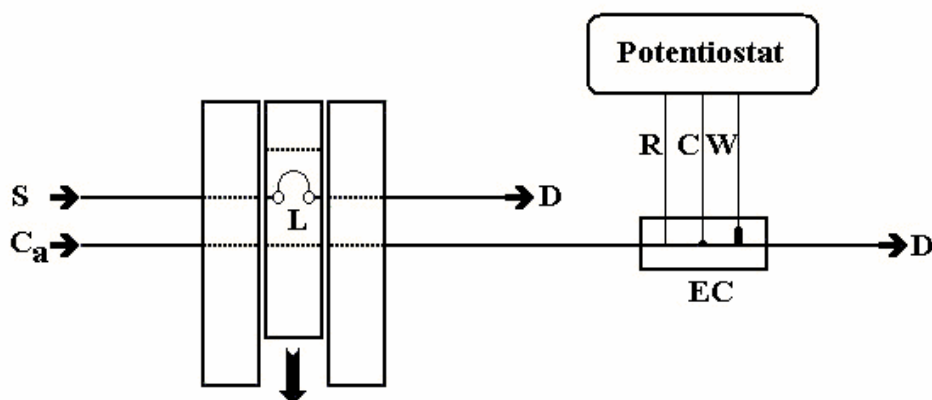 Potentiostat
R C W
S D
L
Ca D
EC